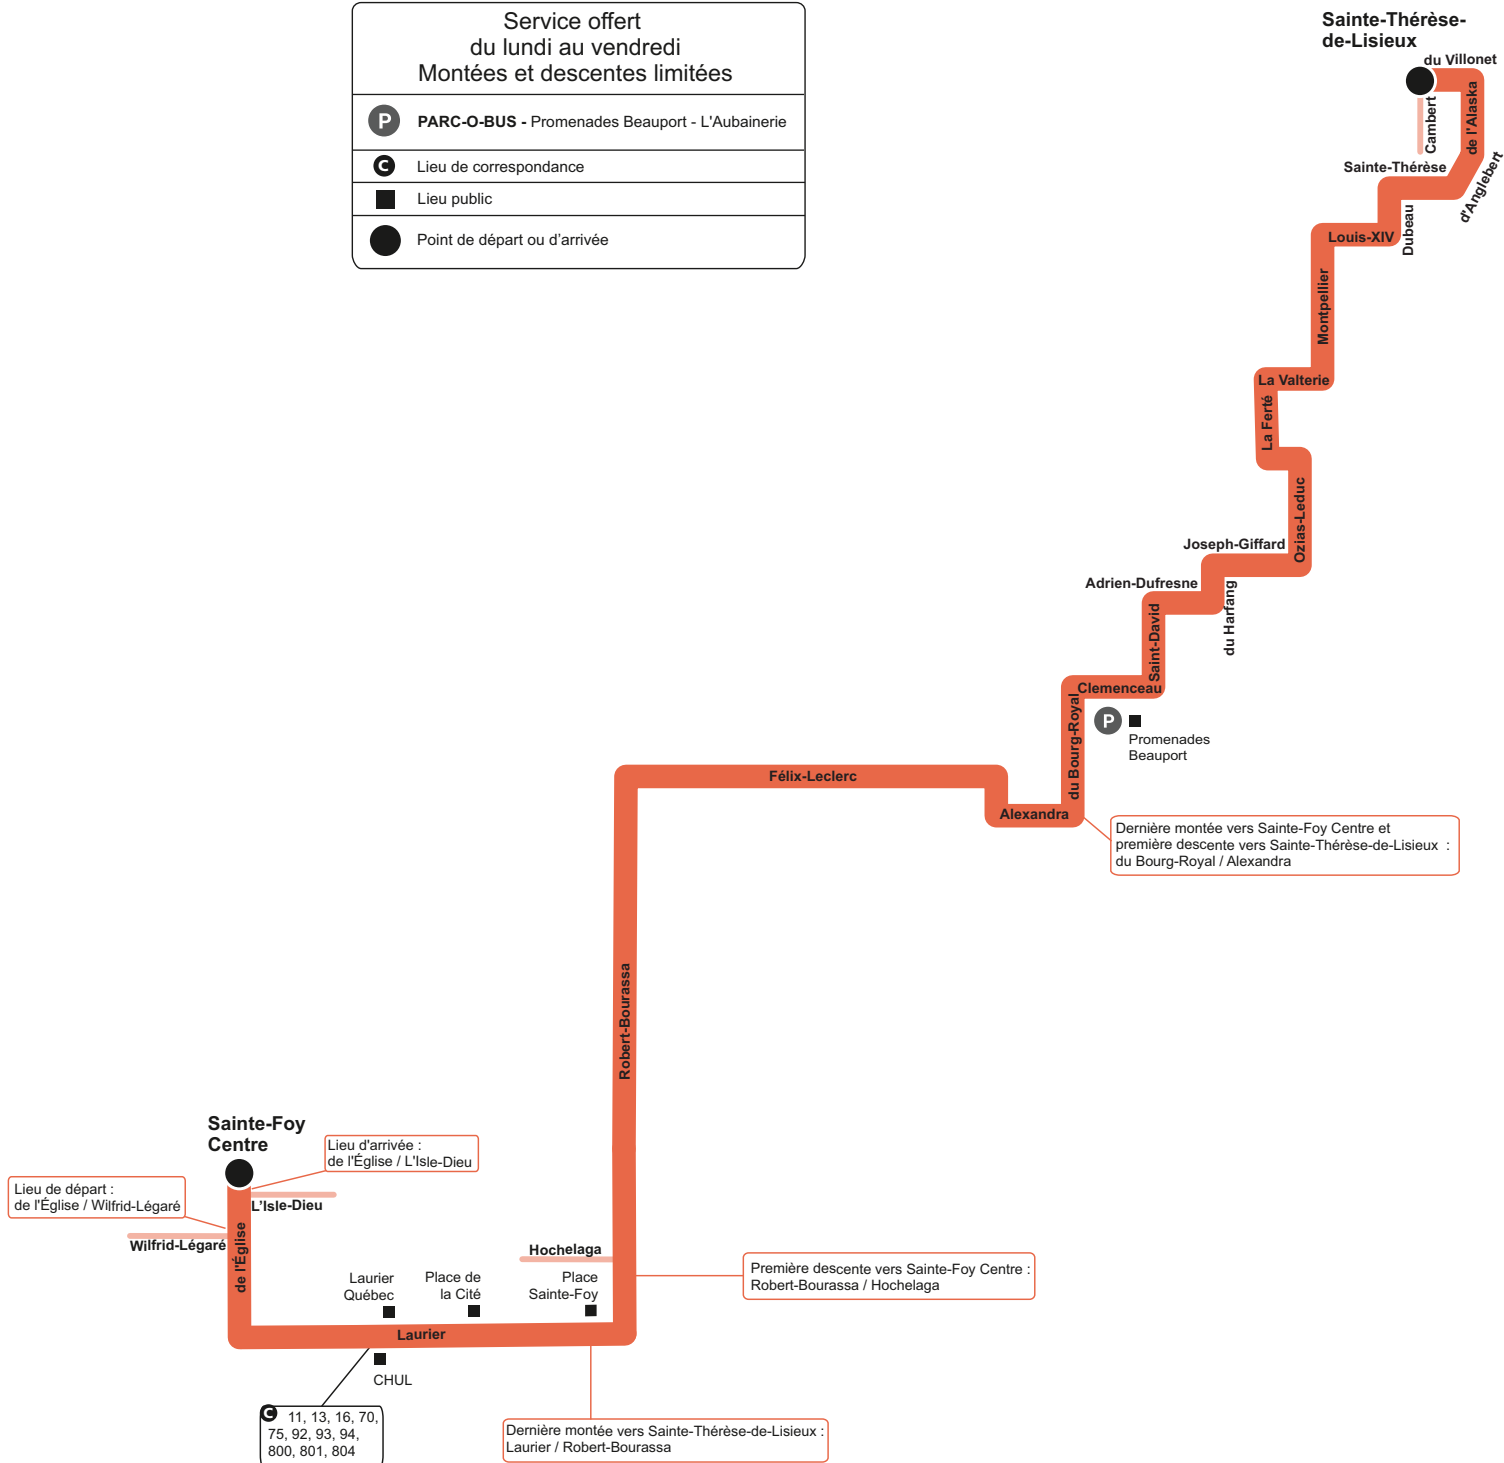 Service offert
du lundi au vendredi
Montées et descentes limitées
P PARC-O-BUS - Promenades Beauport - L'Aubainerie
C Lieu de correspondance
Lieu public
Point de départ ou d'arrivée
Sainte-Thérèse-
de-Lisieux
du Villonet
Cambert
de l'Alaska
d'Anglebert
Sainte-Thérèse
Dubeau
Louis-XIV
Montpellier
La Valterie
La Ferté
Ozias-Leduc
Joseph-Giffard
du Harfang
Adrien-Dufresne
Saint-David
Clemenceau
du Bourg-Royal
P
Promenades
Beauport
Félix-Leclerc
Alexandra
Dernière montée vers Sainte-Foy Centre et
première descente vers Sainte-Thérèse-de-Lisieux :
du Bourg-Royal / Alexandra
Robert-Bourassa
Sainte-Foy
Centre
Lieu d'arrivée :
de l'Église / L'Isle-Dieu
Lieu de départ :
de l'Église / Wilfrid-Légaré
L'Isle-Dieu
Wilfrid-Légaré
de l'Église
Hochelaga
Laurier
Québec
Place de
la Cité
Place
Sainte-Foy
Première descente vers Sainte-Foy Centre :
Robert-Bourassa / Hochelaga
Laurier
CHUL
C 11, 13, 16, 70,
75, 92, 93, 94,
800, 801, 804
Dernière montée vers Sainte-Thérèse-de-Lisieux :
Laurier / Robert-Bourassa